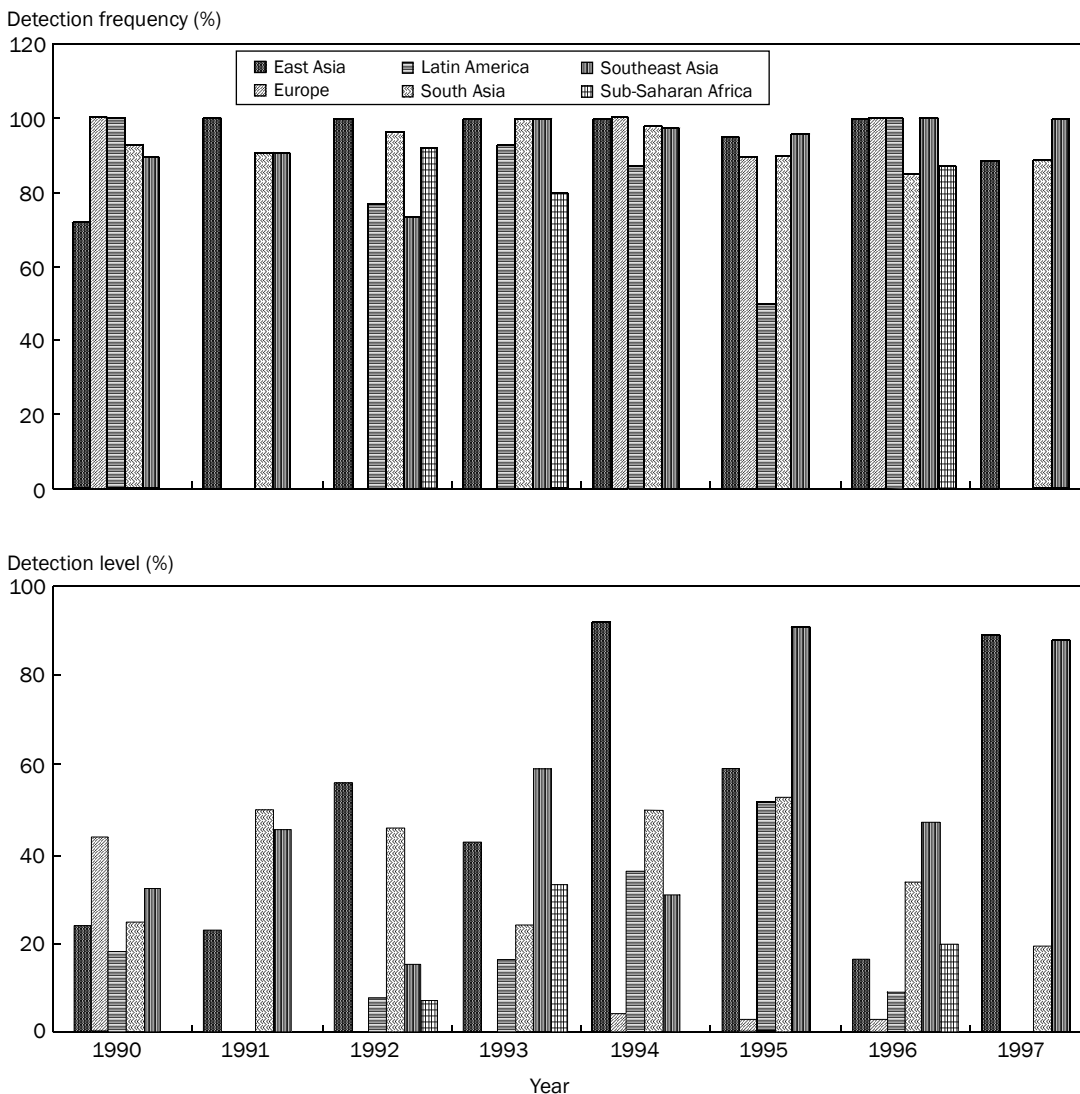 Detection frequency (%)
120
100
80
60
40
20
0
East Asia
Latin America
Southeast Asia
Europe
South Asia
Sub-Saharan Africa
Detection level (%)
100
80
60
40
20
0
1990 1991 1992 1993 1994 1995 1996 1997
Year